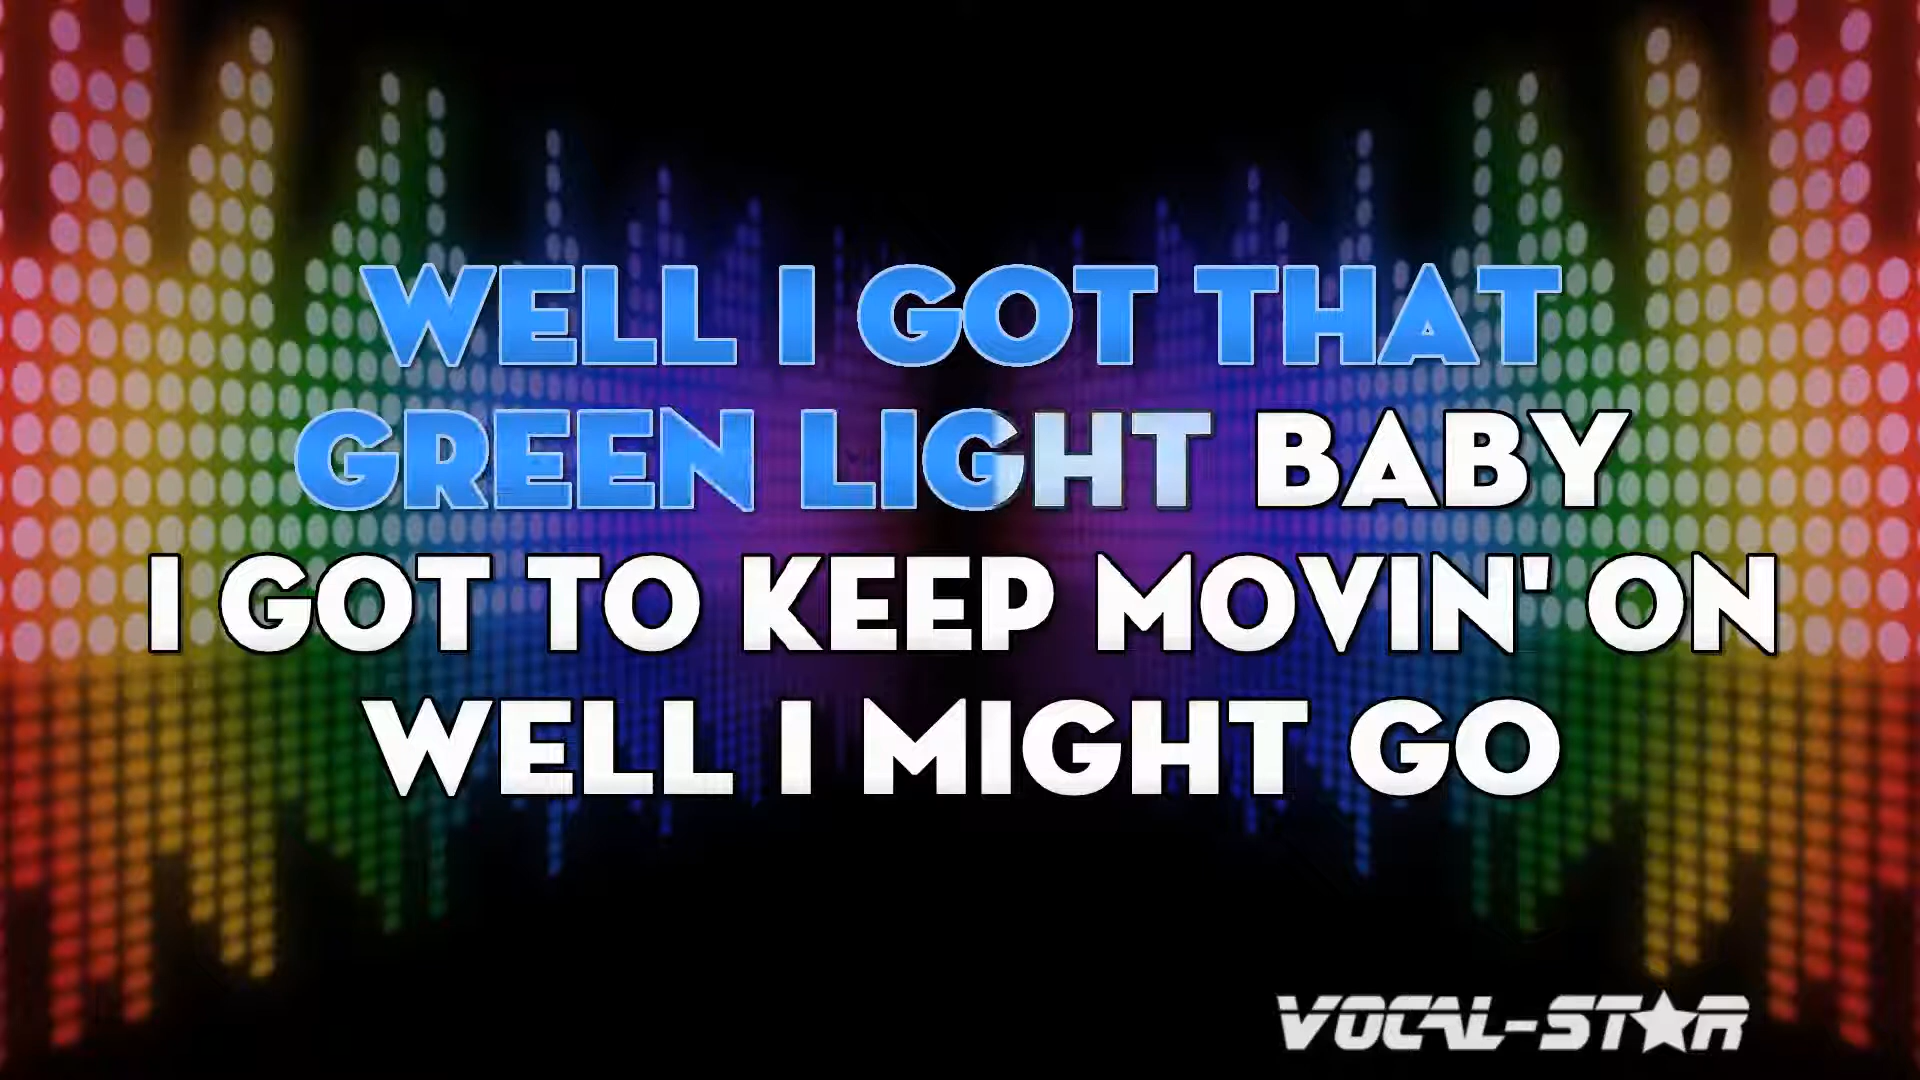 WELL I GOT THAT
GREEN LIGHT BABY
I GOT TO KEEP MOVIN' ON
WELL I MIGHT GO
VOCAL-STAR